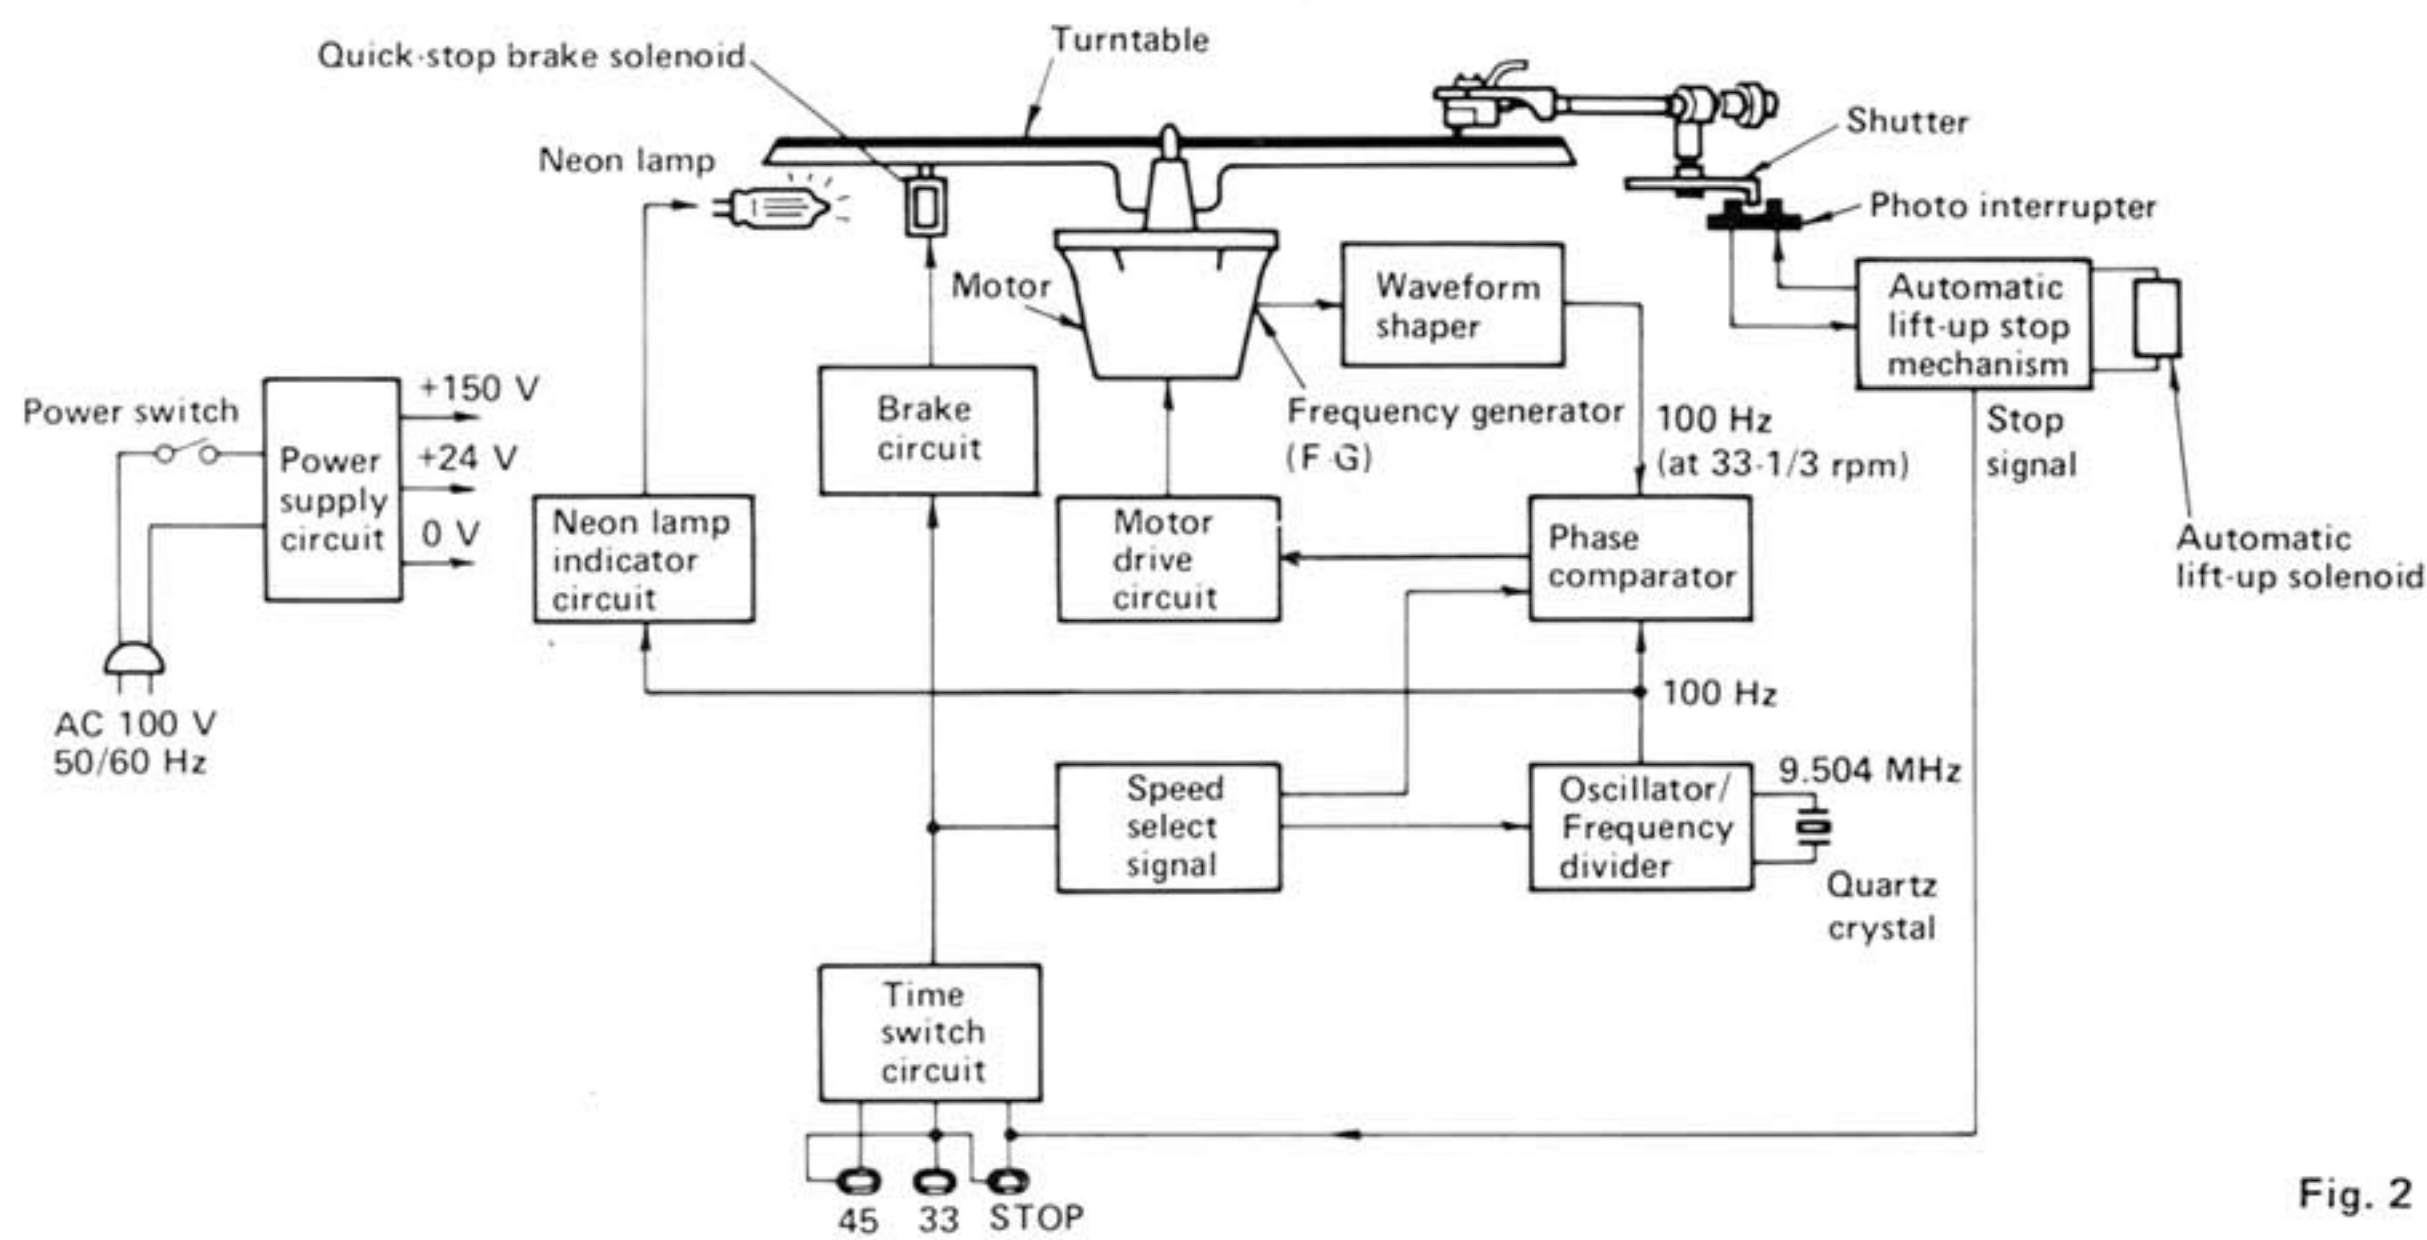 Turntable
Quick-stop brake solenoid
Shutter
Neon lamp
Photo interrupter
Motor
Waveform
shaper
Automatic
lift-up stop
mechanism
+150 V
Power switch
Brake
circuit
Frequency generator
(F·G)
100 Hz
(at 33-1/3 rpm)
Stop
signal
Power
supply
circuit
+24 V
0 V
Neon lamp
indicator
circuit
Motor
drive
circuit
Phase
comparator
Automatic
lift-up solenoid
100 Hz
AC 100 V
50/60 Hz
Speed
select
signal
Oscillator/
Frequency
divider
9.504 MHz
Quartz
crystal
Time
switch
circuit
45 33 STOP
Fig. 2